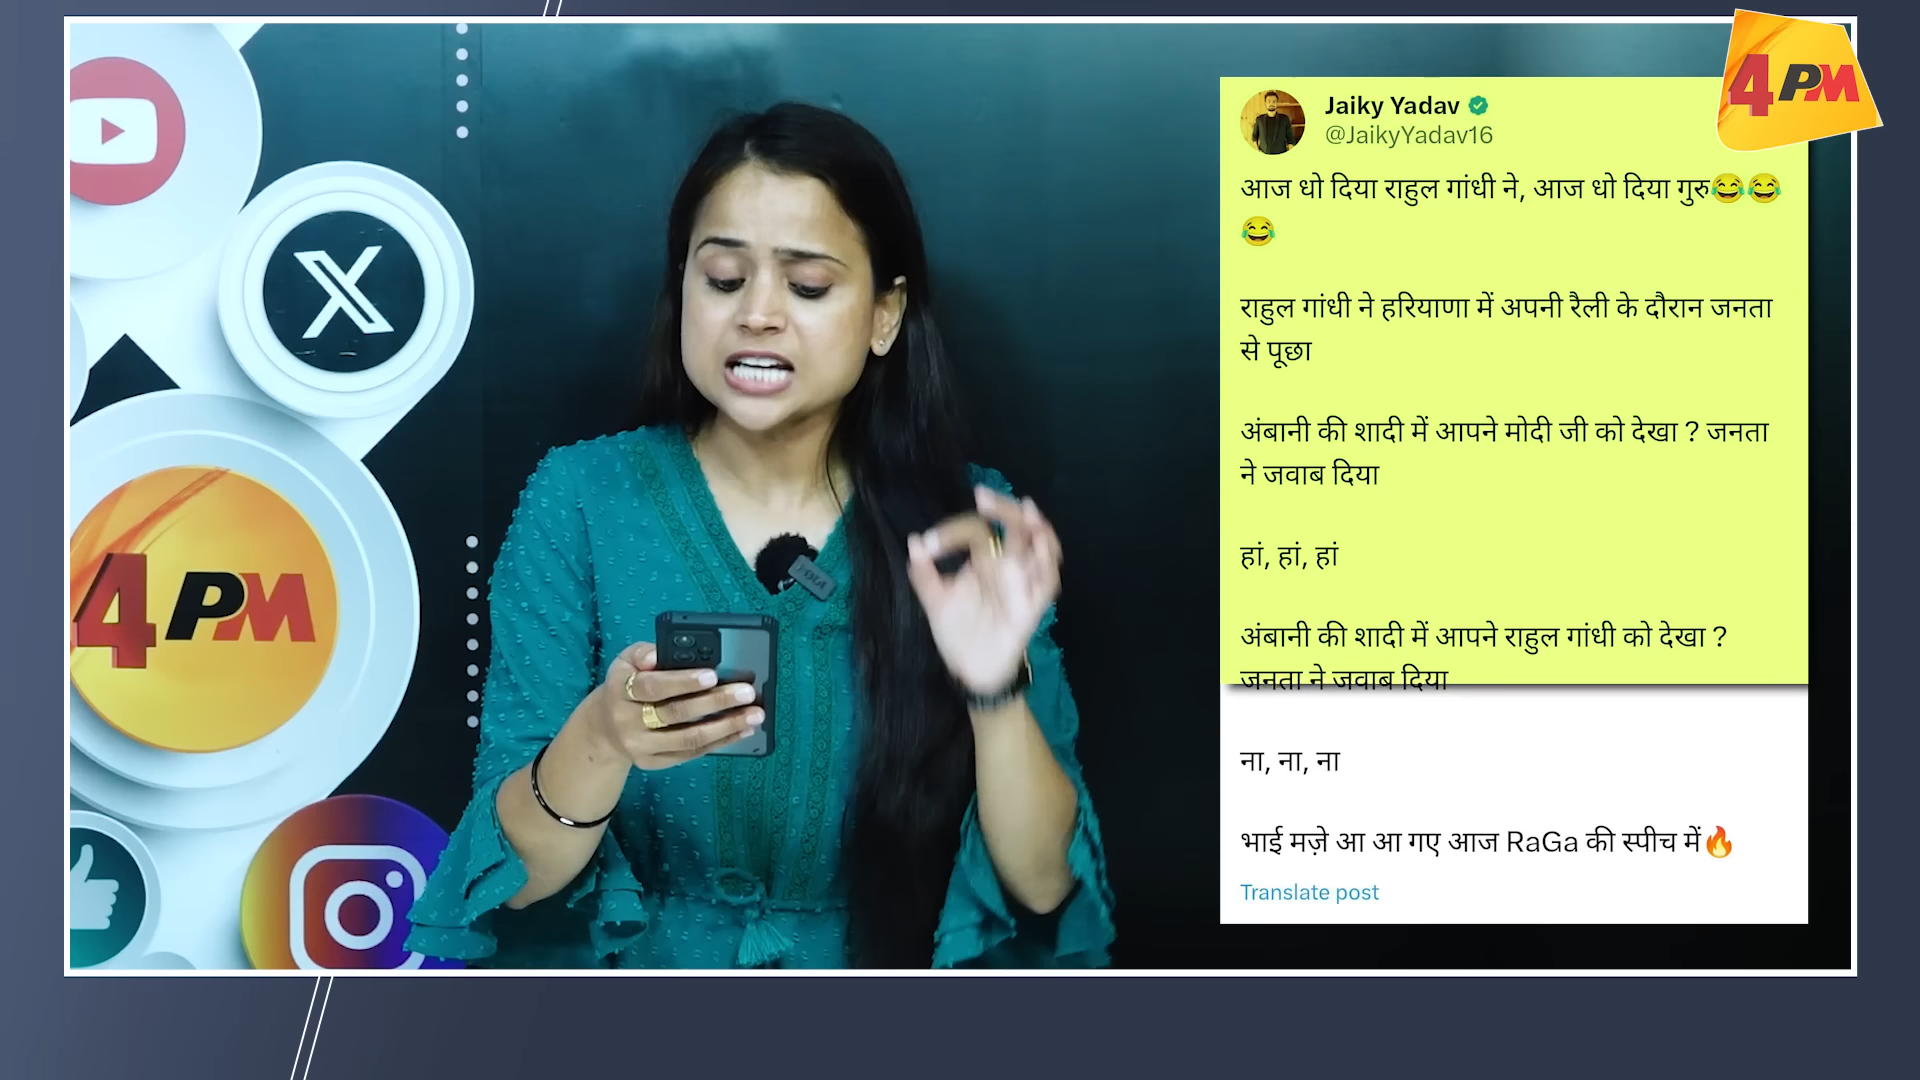 4PM
Jaiky Yadav
@JaikyYadav16
आज धो दिया राहुल गांधी ने, आज धो दिया गुरु😂😂
😂
राहुल गांधी ने हरियाणा में अपनी रैली के दौरान जनता
से पूछा
अंबानी की शादी में आपने मोदी जी को देखा ? जनता
ने जवाब दिया
हां, हां, हां
अंबानी की शादी में आपने राहुल गांधी को देखा ?
जनता ने जवाब दिया
ना, ना, ना
भाई मज़े आ आ गए आज RaGa की स्पीच में🔥
Translate post
4PM